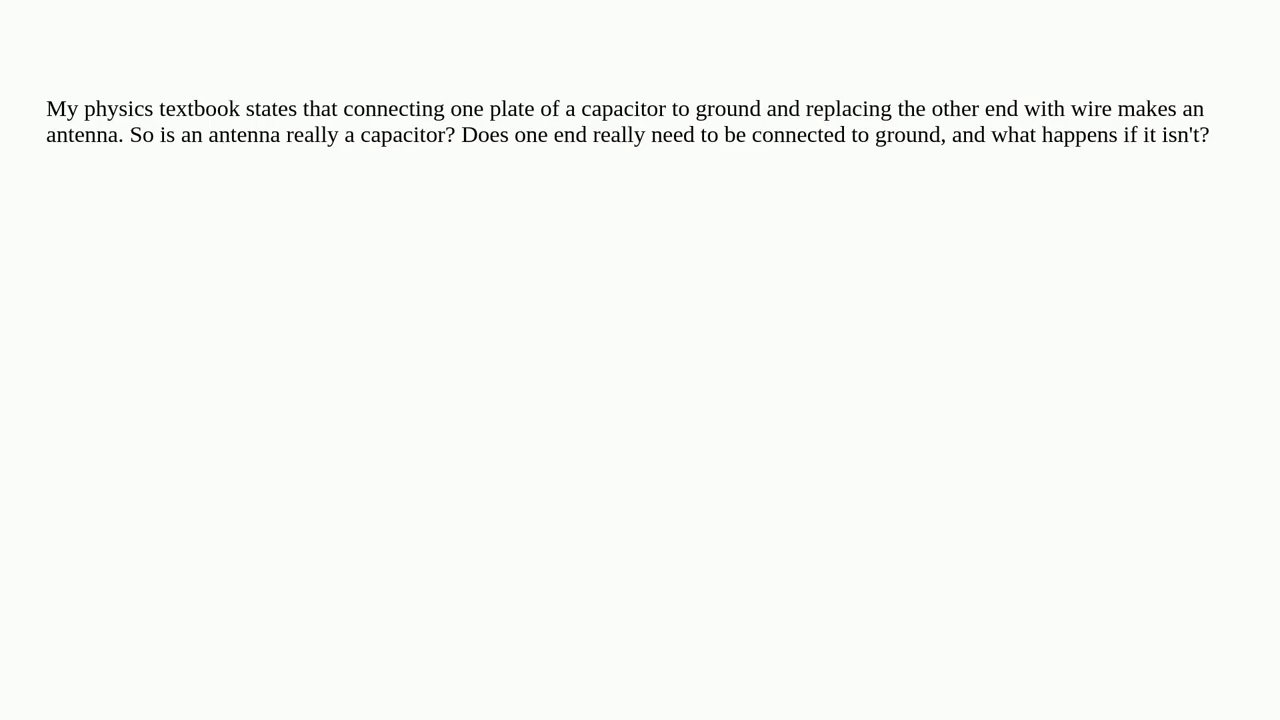 My physics textbook states that connecting one plate of a capacitor to ground and replacing the other end with wire makes an
antenna. So is an antenna really a capacitor? Does one end really need to be connected to ground, and what happens if it isn't?